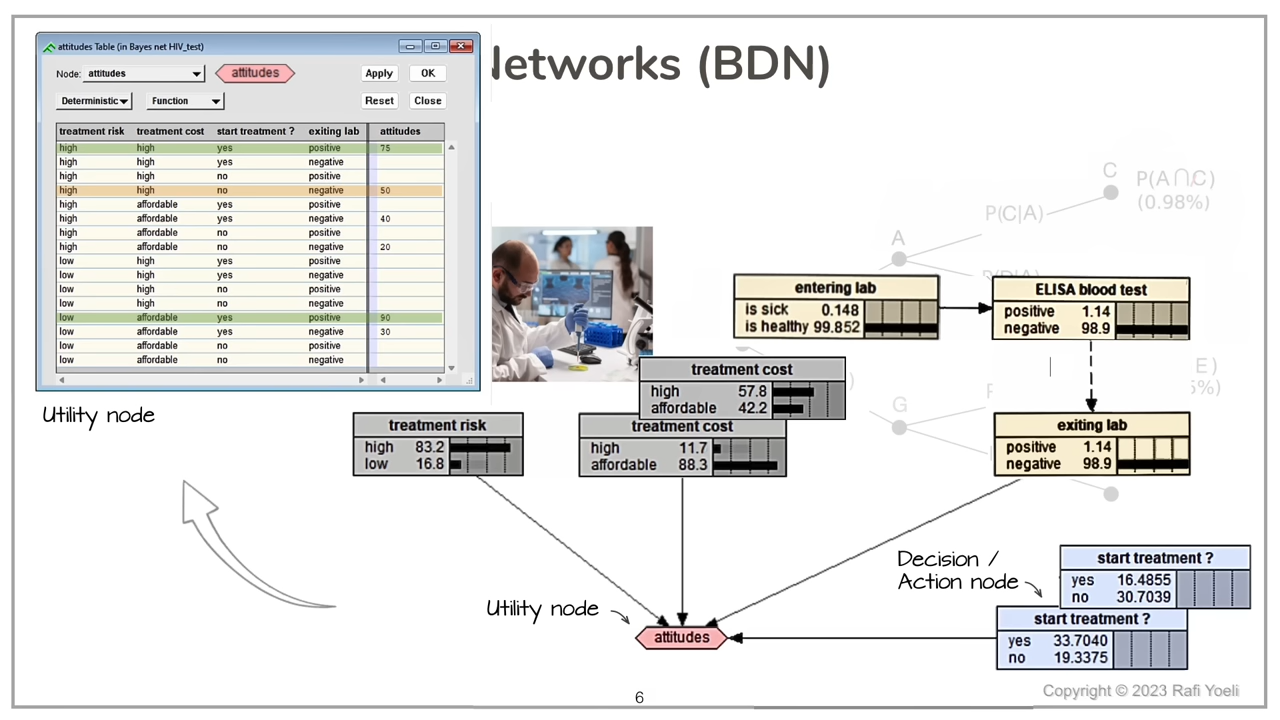 attitudes Table (in Bayes net HIV_test)
Node: attitudes
attitudes
Apply
OK
Deterministic
Function
Reset
Close
treatment risk treatment cost start treatment ? exiting lab attitudes
high high yes positive 75
high high yes negative
high high no positive
high high no negative 50
high affordable yes positive
high affordable yes negative 40
high affordable no positive
high affordable no negative 20
low high yes positive
low high yes negative
low high no positive
low high no negative
low affordable yes positive 90
low affordable yes negative 30
low affordable no positive
low affordable no negative
Networks (BDN)
C
P(A∩C)
(0.98%)
P(C|A)
A
P(D|A)
entering lab
is sick 0.148
is healthy 99.852
ELISA blood test
positive 1.14
negative 98.9
treatment cost
high 57.8
affordable 42.2
E)
5%)
G
Utility node
treatment risk
high 83.2
low 16.8
treatment cost
high 11.7
affordable 88.3
exiting lab
positive 1.14
negative 98.9
Decision /
Action node
start treatment ?
yes 16.4855
no 30.7039
Utility node
attitudes
start treatment ?
yes 33.7040
no 19.3375
6
Copyright © 2023 Rafi Yoeli